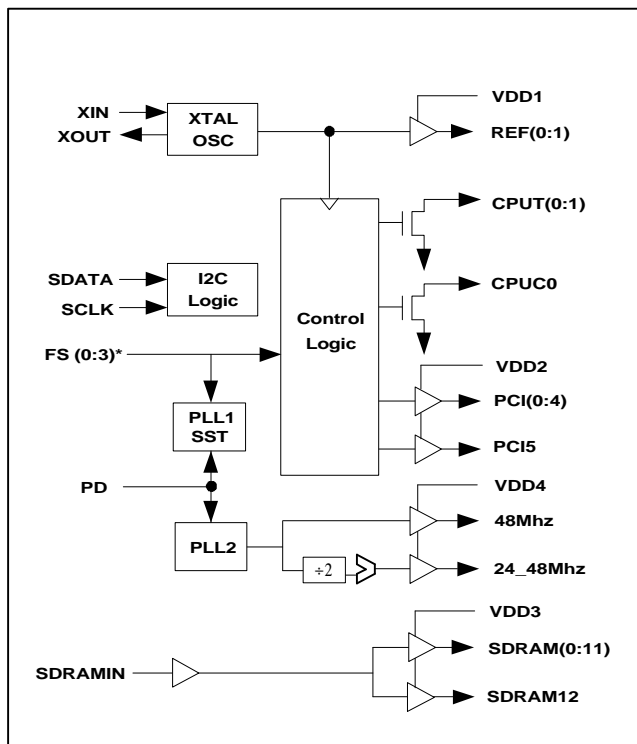 VDD1
XIN
XOUT
XTAL
OSC
REF(0:1)
CPUT(0:1)
SDATA
SCLK
I2C
Logic
CPUC0
Control
Logic
FS (0:3)*
VDD2
PCI(0:4)
PLL1
SST
PCI5
PD
VDD4
PLL2
48Mhz
÷2
24_48Mhz
VDD3
SDRAM(0:11)
SDRAMIN
SDRAM12